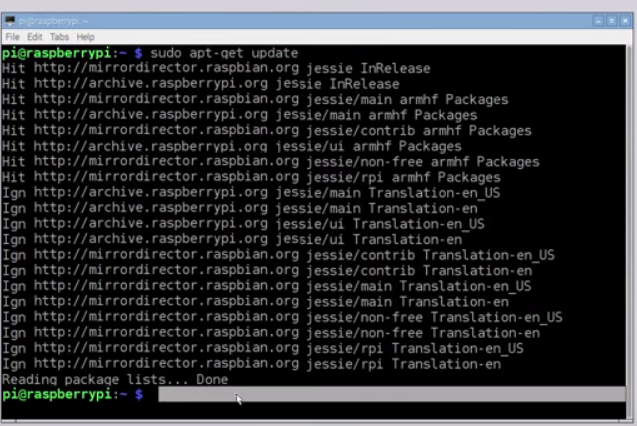 pi@raspberrypi: ~
File Edit Tabs Help
pi@raspberrypi:~ $ sudo apt-get update
Hit http://mirrordirector.raspbian.org jessie InRelease
Hit http://archive.raspberrypi.org jessie InRelease
Hit http://mirrordirector.raspbian.org jessie/main armhf Packages
Hit http://archive.raspberrypi.org jessie/main armhf Packages
Hit http://mirrordirector.raspbian.org jessie/contrib armhf Packages
Hit http://archive.raspberrypi.org jessie/ui armhf Packages
Hit http://mirrordirector.raspbian.org jessie/non-free armhf Packages
Hit http://mirrordirector.raspbian.org jessie/rpi armhf Packages
Ign http://archive.raspberrypi.org jessie/main Translation-en_US
Ign http://archive.raspberrypi.org jessie/main Translation-en
Ign http://archive.raspberrypi.org jessie/ui Translation-en_US
Ign http://archive.raspberrypi.org jessie/ui Translation-en
Ign http://mirrordirector.raspbian.org jessie/contrib Translation-en_US
Ign http://mirrordirector.raspbian.org jessie/contrib Translation-en
Ign http://mirrordirector.raspbian.org jessie/main Translation-en_US
Ign http://mirrordirector.raspbian.org jessie/main Translation-en
Ign http://mirrordirector.raspbian.org jessie/non-free Translation-en_US
Ign http://mirrordirector.raspbian.org jessie/non-free Translation-en
Ign http://mirrordirector.raspbian.org jessie/rpi Translation-en_US
Ign http://mirrordirector.raspbian.org jessie/rpi Translation-en
Reading package lists... Done
pi@raspberrypi:~ $